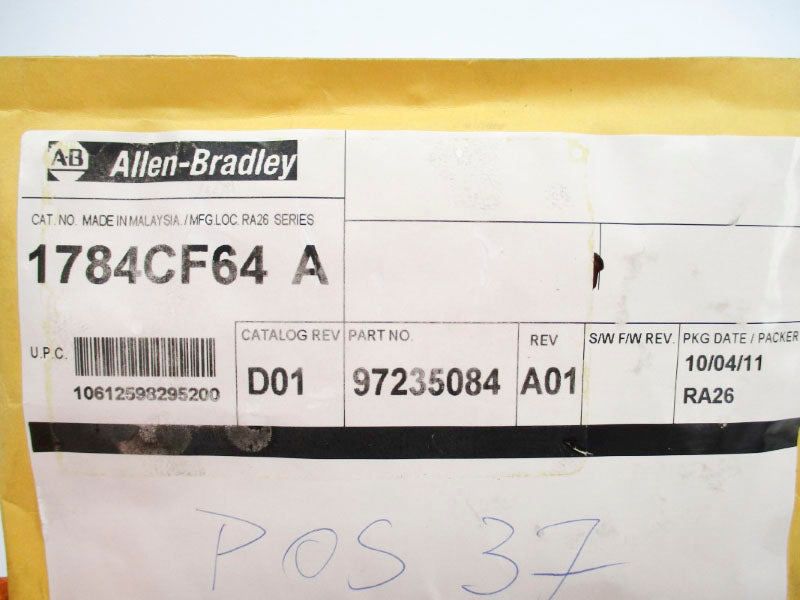 A-B Allen-Bradley
CAT. NO. MADE IN MALAYSIA. / MFG.LOC. RA26 SERIES
1784CF64 A
U.P.C.
10612598295200
CATALOG REV
D01
PART NO.
97235084
REV
A01
S/W F/W REV.
PKG DATE / PACKER
10/04/11
RA26
POS 37